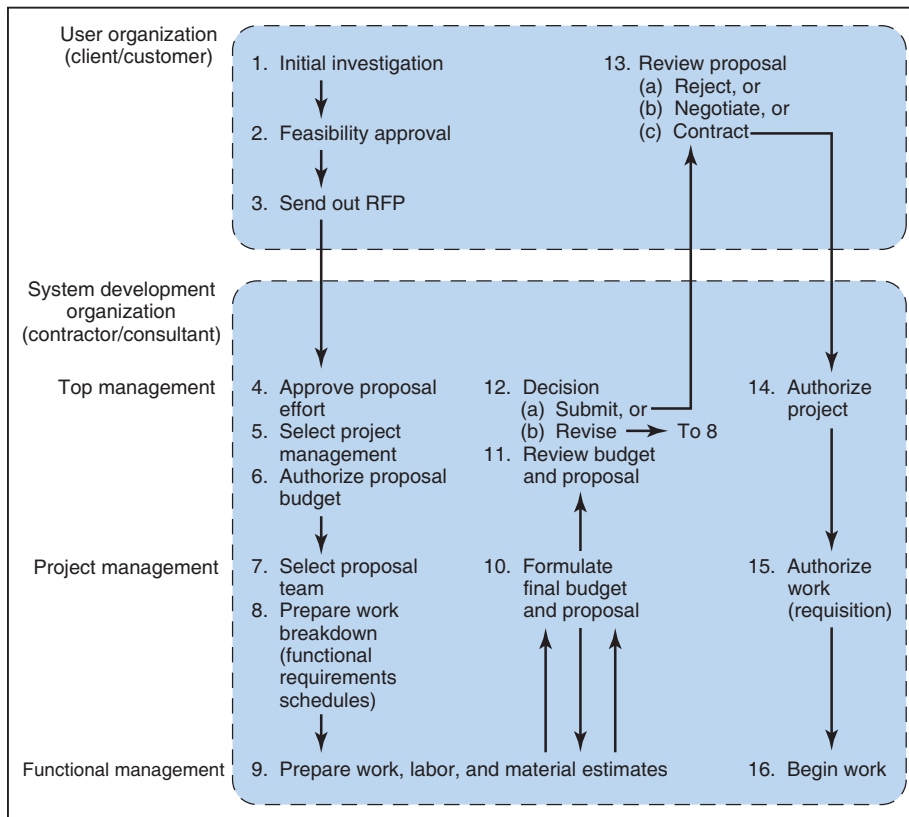 User organization
(client/customer)
1. Initial investigation
2. Feasibility approval
3. Send out RFP
13. Review proposal
(a) Reject, or
(b) Negotiate, or
(c) Contract
System development
organization
(contractor/consultant)
Top management
4. Approve proposal
effort
5. Select project
management
6. Authorize proposal
budget
12. Decision
(a) Submit, or
(b) Revise
To 8
11. Review budget
and proposal
14. Authorize
project
Project management
7. Select proposal
team
8. Prepare work
breakdown
(functional
requirements
schedules)
10. Formulate
final budget
and proposal
15. Authorize
work
(requisition)
Functional management
9. Prepare work, labor, and material estimates
16. Begin work